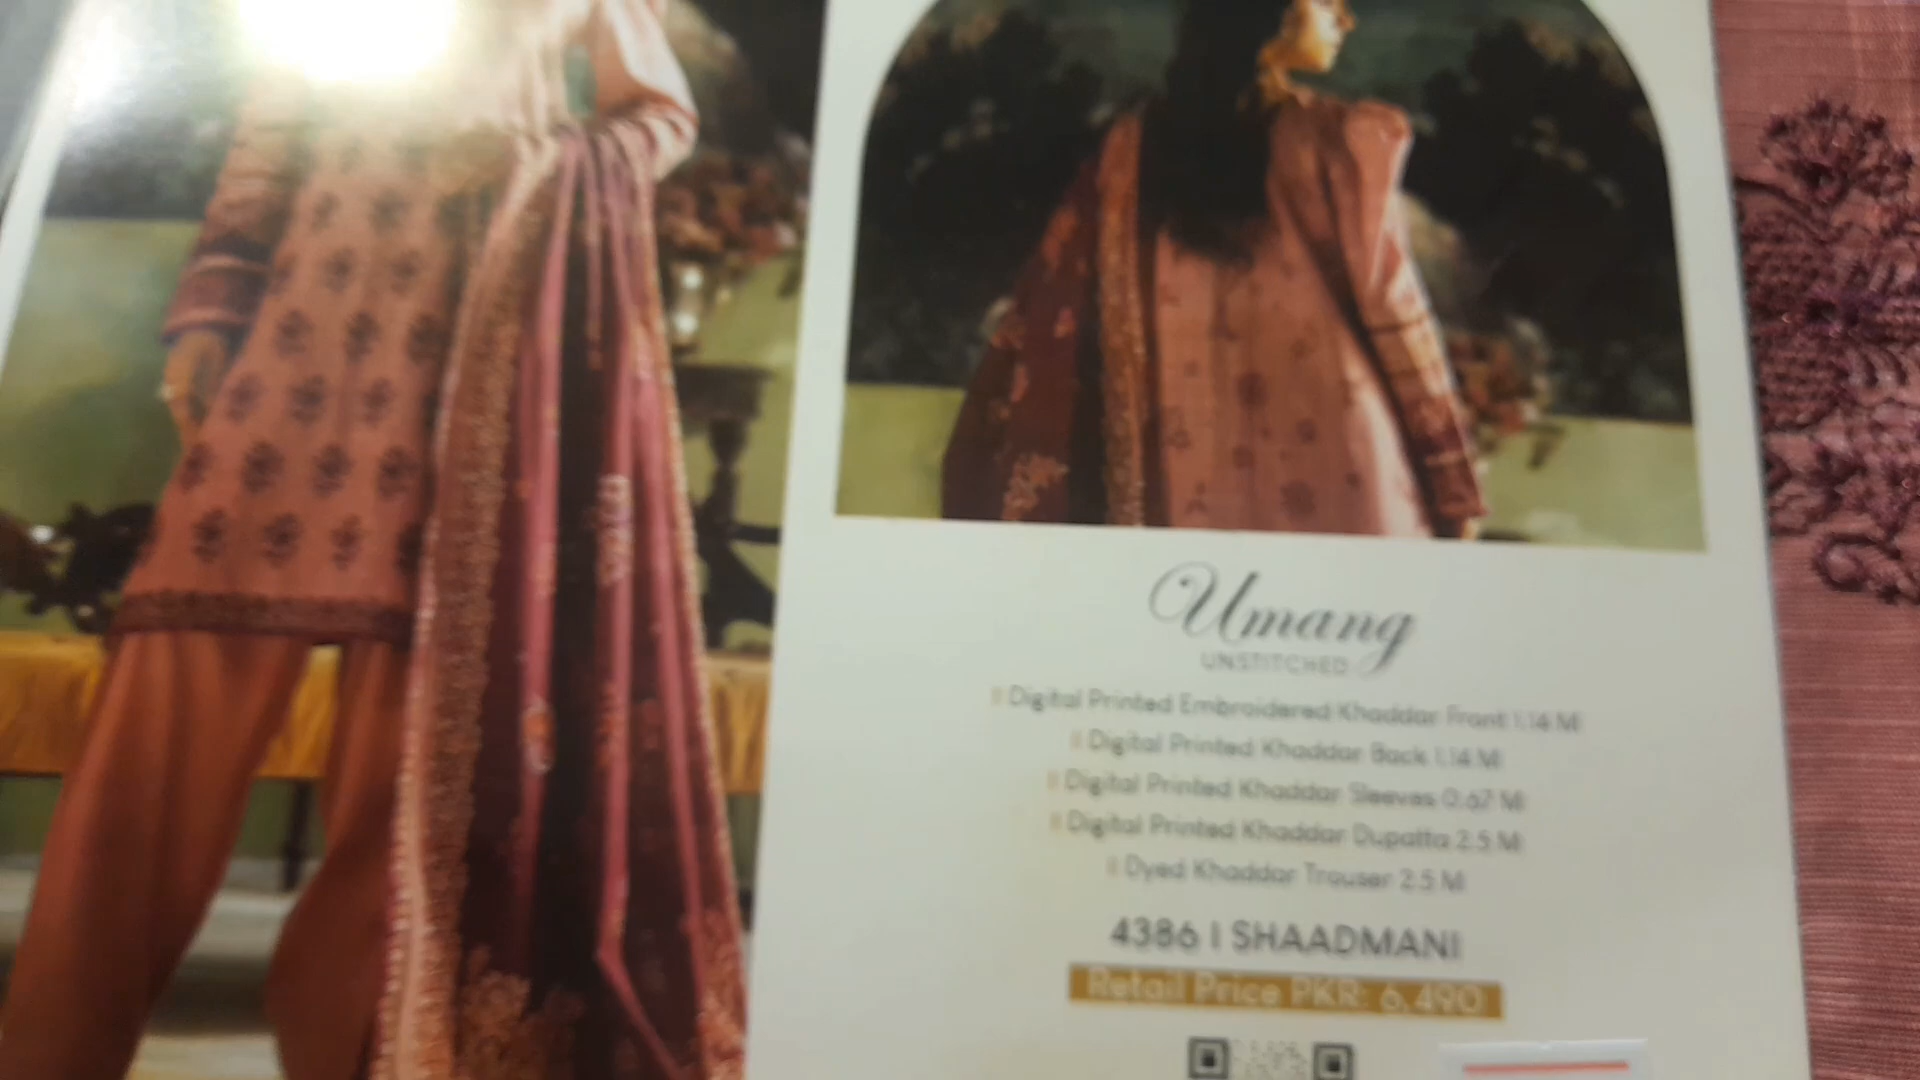 Umang
UNSTITCHED
Digital Printed Embroidered Khaddar Front 1.14 M
Digital Printed Khaddar Back 1.14 M
Digital Printed Khaddar Sleeves 0.67 M
Digital Printed Khaddar Dupatta 2.5 M
Dyed Khaddar Trouser 2.5 M
4386 I SHAADMANI
Retail Price PKR: 6,490